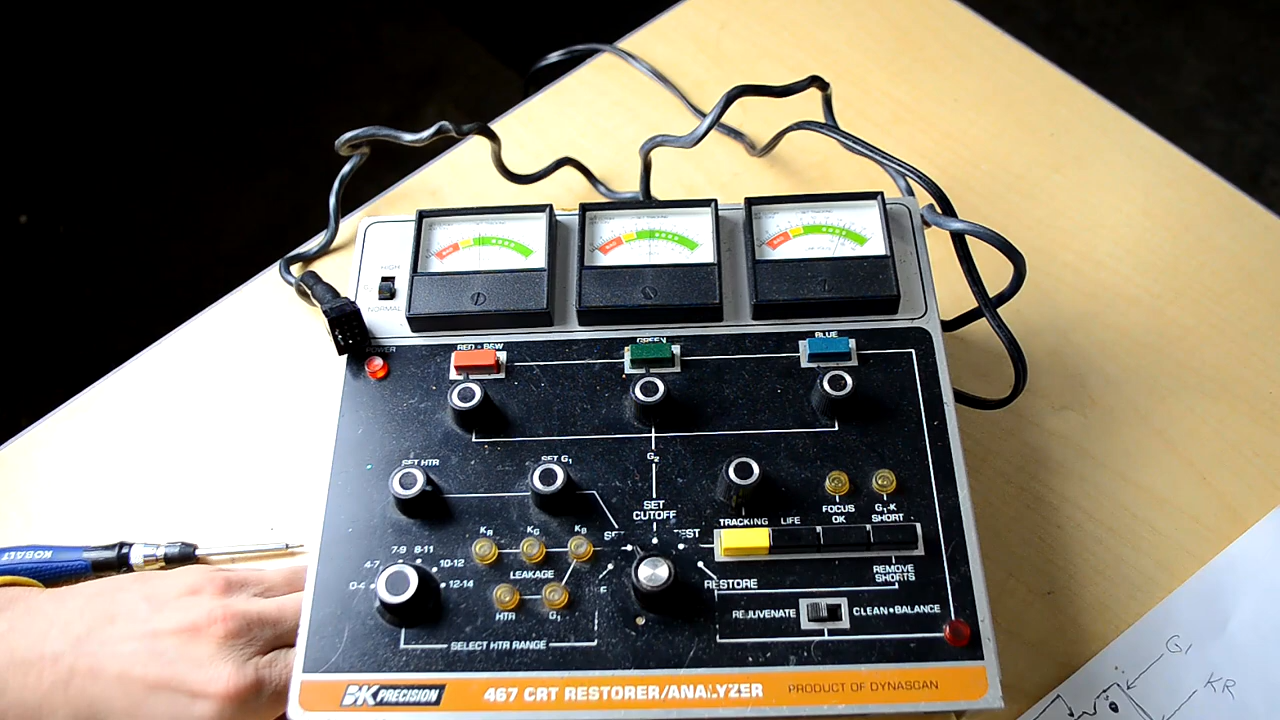 HIGH
NORMAL
POWER
RED • B&W
GREEN
BLUE
G2
SET HTR
SET G1
SET
CUTOFF
TEST
TRACKING
LIFE
FOCUS
OK
G1-K
SHORT
KR
KG
KB
LEAKAGE
HTR
G1
0-4
4-7
7-9
8-11
10-12
12-14
SELECT HTR RANGE
RESTORE
REMOVE
SHORTS
REJUVENATE
CLEAN•BALANCE
BK PRECISION
467 CRT RESTORER/ANALYZER
PRODUCT OF DYNASCAN
KOBALT
G1
KR